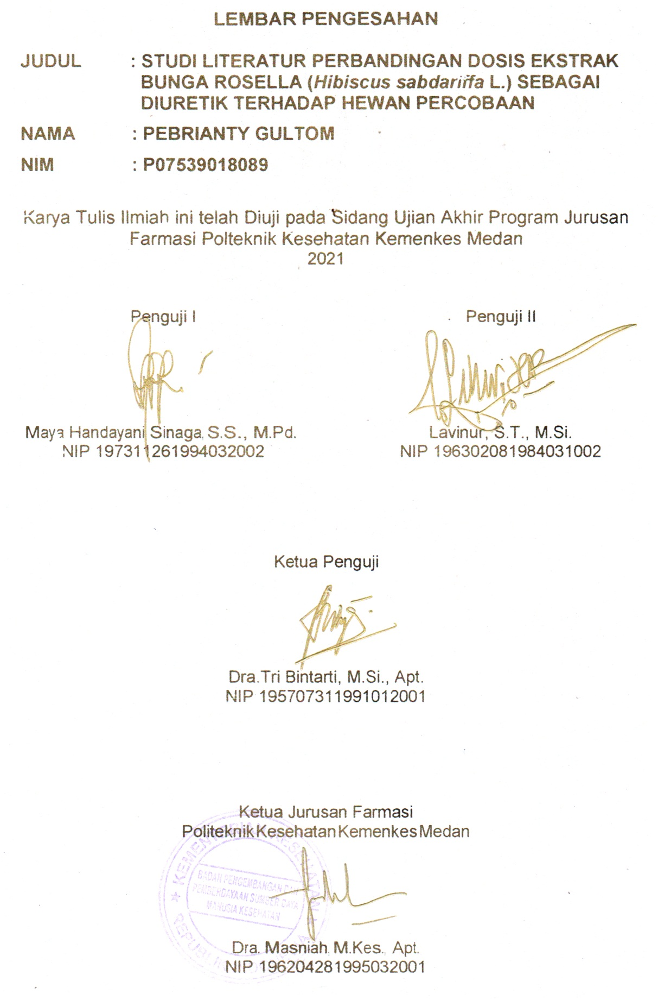 LEMBAR PENGESAHAN
JUDUL : STUDI LITERATUR PERBANDINGAN DOSIS EKSTRAK
BUNGA ROSELLA (Hibiscus sabdariffa L.) SEBAGAI
DIURETIK TERHADAP HEWAN PERCOBAAN
NAMA : PEBRIANTY GULTOM
NIM : P07539018089
Karya Tulis Ilmiah ini telah Diuji pada Sidang Ujian Akhir Program Jurusan
Farmasi Polteknik Kesehatan Kemenkes Medan
2021
Penguji I
Maya Handayani Sinaga, S.S., M.Pd.
NIP 197311261994032002
Penguji II
Lavinur, S.T., M.Si.
NIP 196302081984031002
Ketua Penguji
Dra.Tri Bintarti, M.Si., Apt.
NIP 195707311991012001
Ketua Jurusan Farmasi
Politeknik Kesehatan Kemenkes Medan
KEMENTERIAN KESEHATAN
BADAN PENGEMBANGAN DAN
PEMBERDAYAAN SUMBER DAYA
MANUSIA KESEHATAN
REPUBLIK INDONESIA
Dra. Masniah, M.Kes., Apt.
NIP 196204281995032001